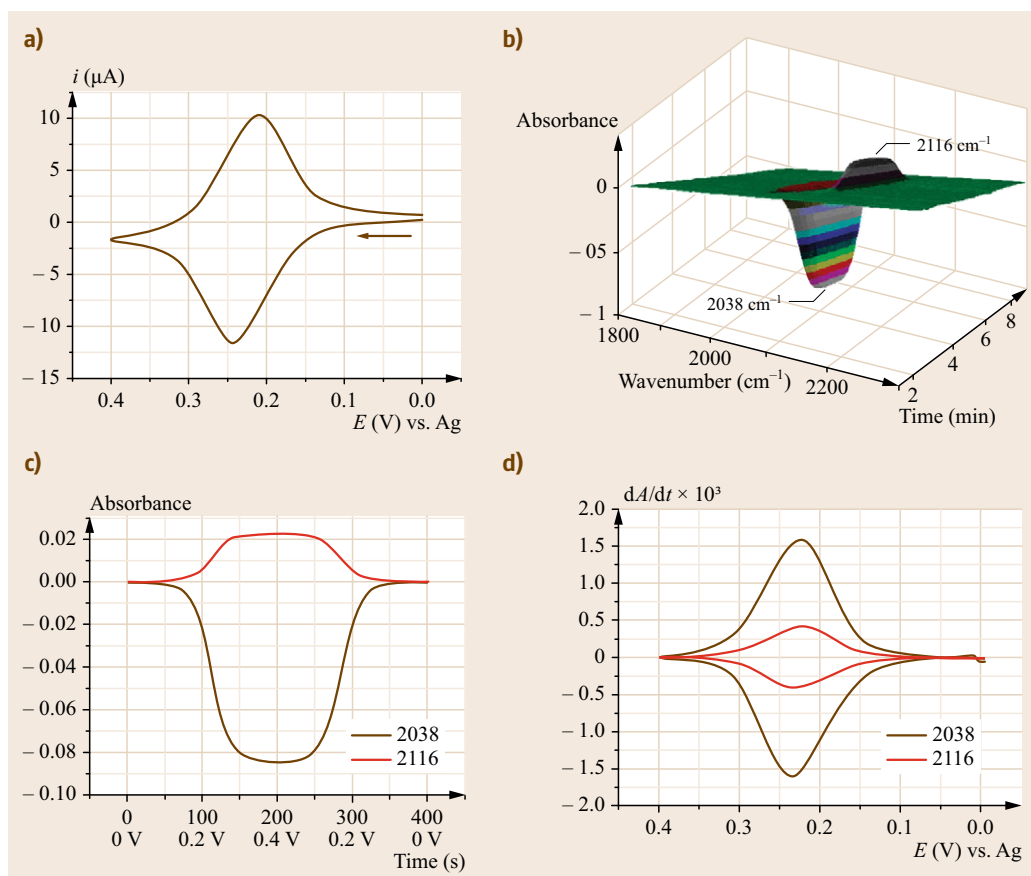 a)
i (μA)
10
5
0
– 5
– 10
– 15
0.4 0.3 0.2 0.1 0.0
E (V) vs. Ag
b)
Absorbance
2116 cm⁻¹
0
– 05
2038 cm⁻¹
– 1
1800
2000
2200
Wavenumber (cm⁻¹)
8
6
4
2
Time (min)
c)
Absorbance
0.02
0.00
– 0.02
– 0.04
– 0.06
– 0.08
– 0.10
2038
2116
0 100 200 300 400
0 V 0.2 V 0.4 V 0.2 V 0 V
Time (s)
d)
dA/dt × 10³
2.0
1.5
1.0
0.5
0
– 0.5
– 1.0
– 1.5
– 2.0
2038
2116
0.4 0.3 0.2 0.1 0.0
E (V) vs. Ag